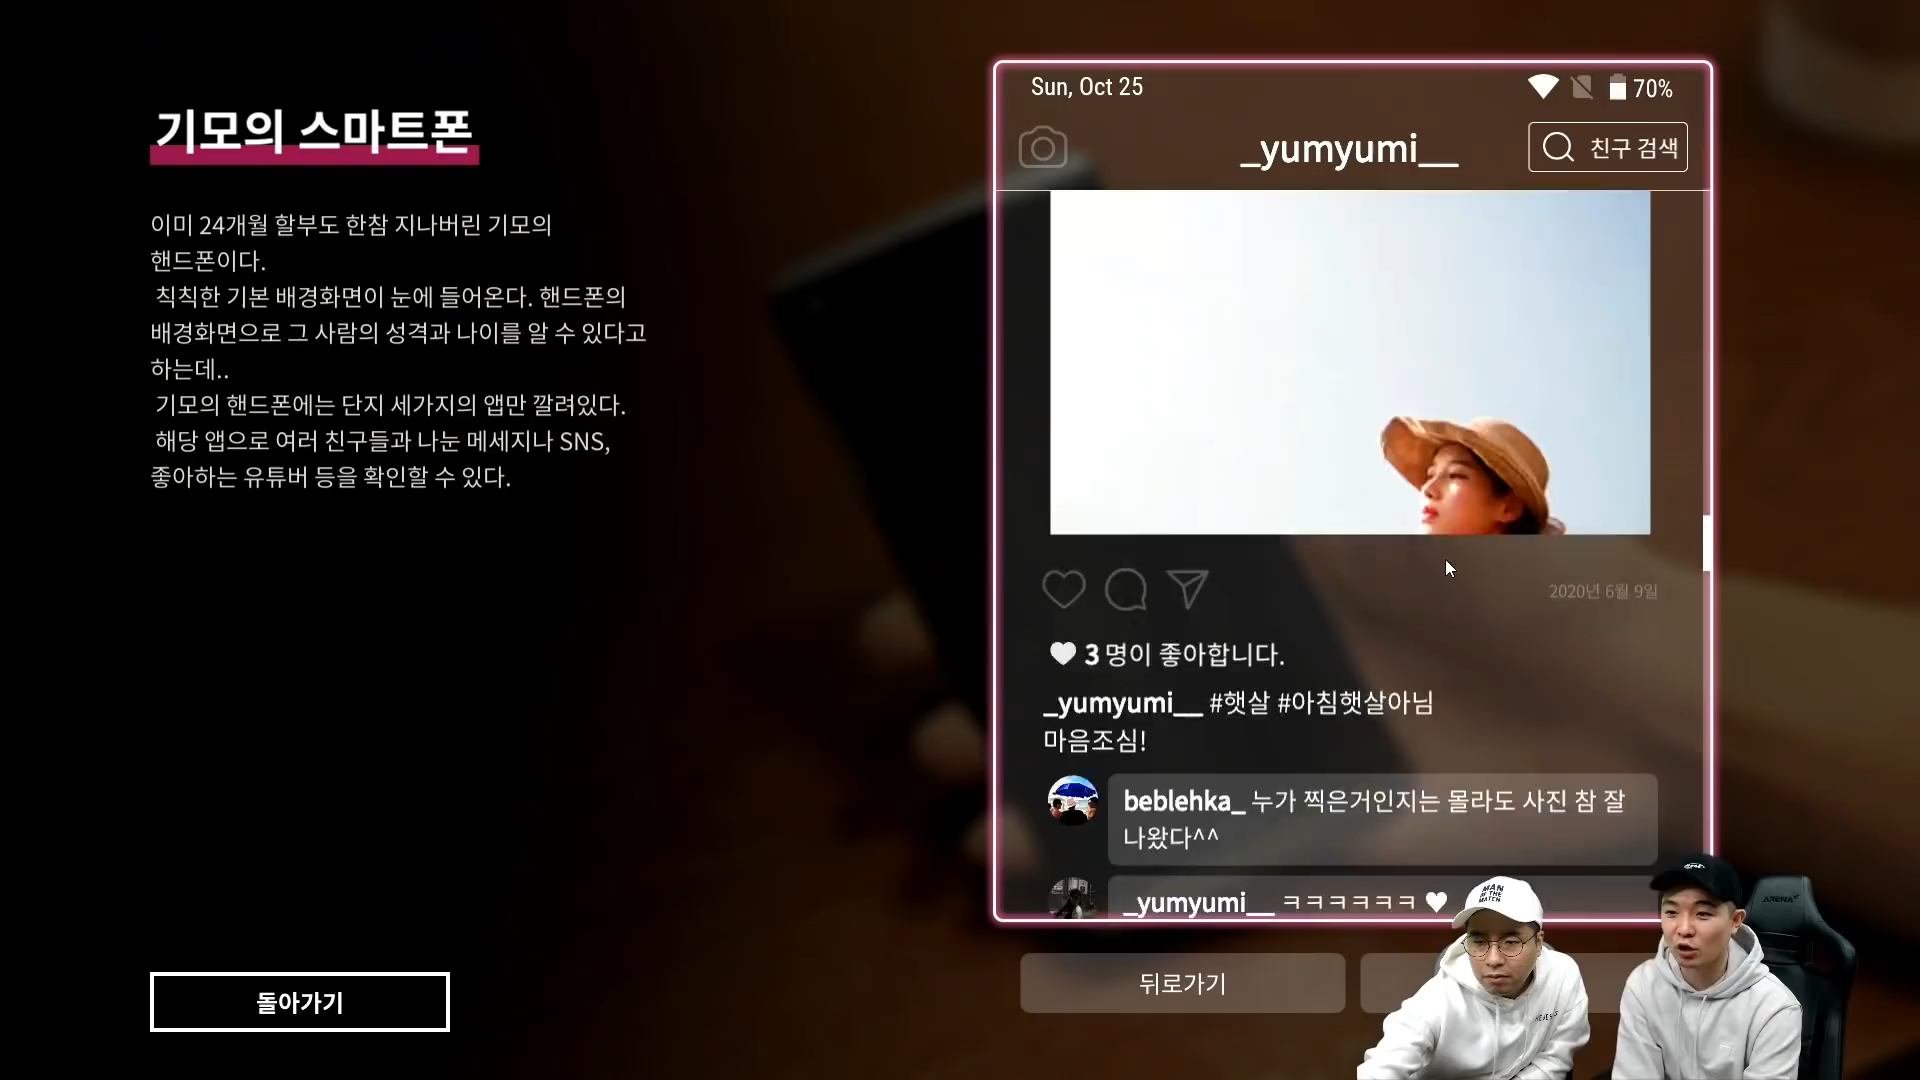 기모의 스마트폰
이미 24개월 할부도 한참 지나버린 기모의
핸드폰이다.
칙칙한 기본 배경화면이 눈에 들어온다. 핸드폰의
배경화면으로 그 사람의 성격과 나이를 알 수 있다고
하는데..
기모의 핸드폰에는 단지 세가지의 앱만 깔려있다.
해당 앱으로 여러 친구들과 나눈 메세지나 SNS,
좋아하는 유튜버 등을 확인할 수 있다.
돌아가기
Sun, Oct 25
70%
_yumyumi__
친구 검색
2020년 6월 9일
3 명이 좋아합니다.
_yumyumi__ #햇살 #아침햇살아님
마음조심!
beblehka_ 누가 찍은거인지는 몰라도 사진 참 잘
나왔다^^
_yumyumi__ ㅋㅋㅋㅋㅋㅋ ♥
뒤로가기
MAN
OF THE
MATCH
ARENA